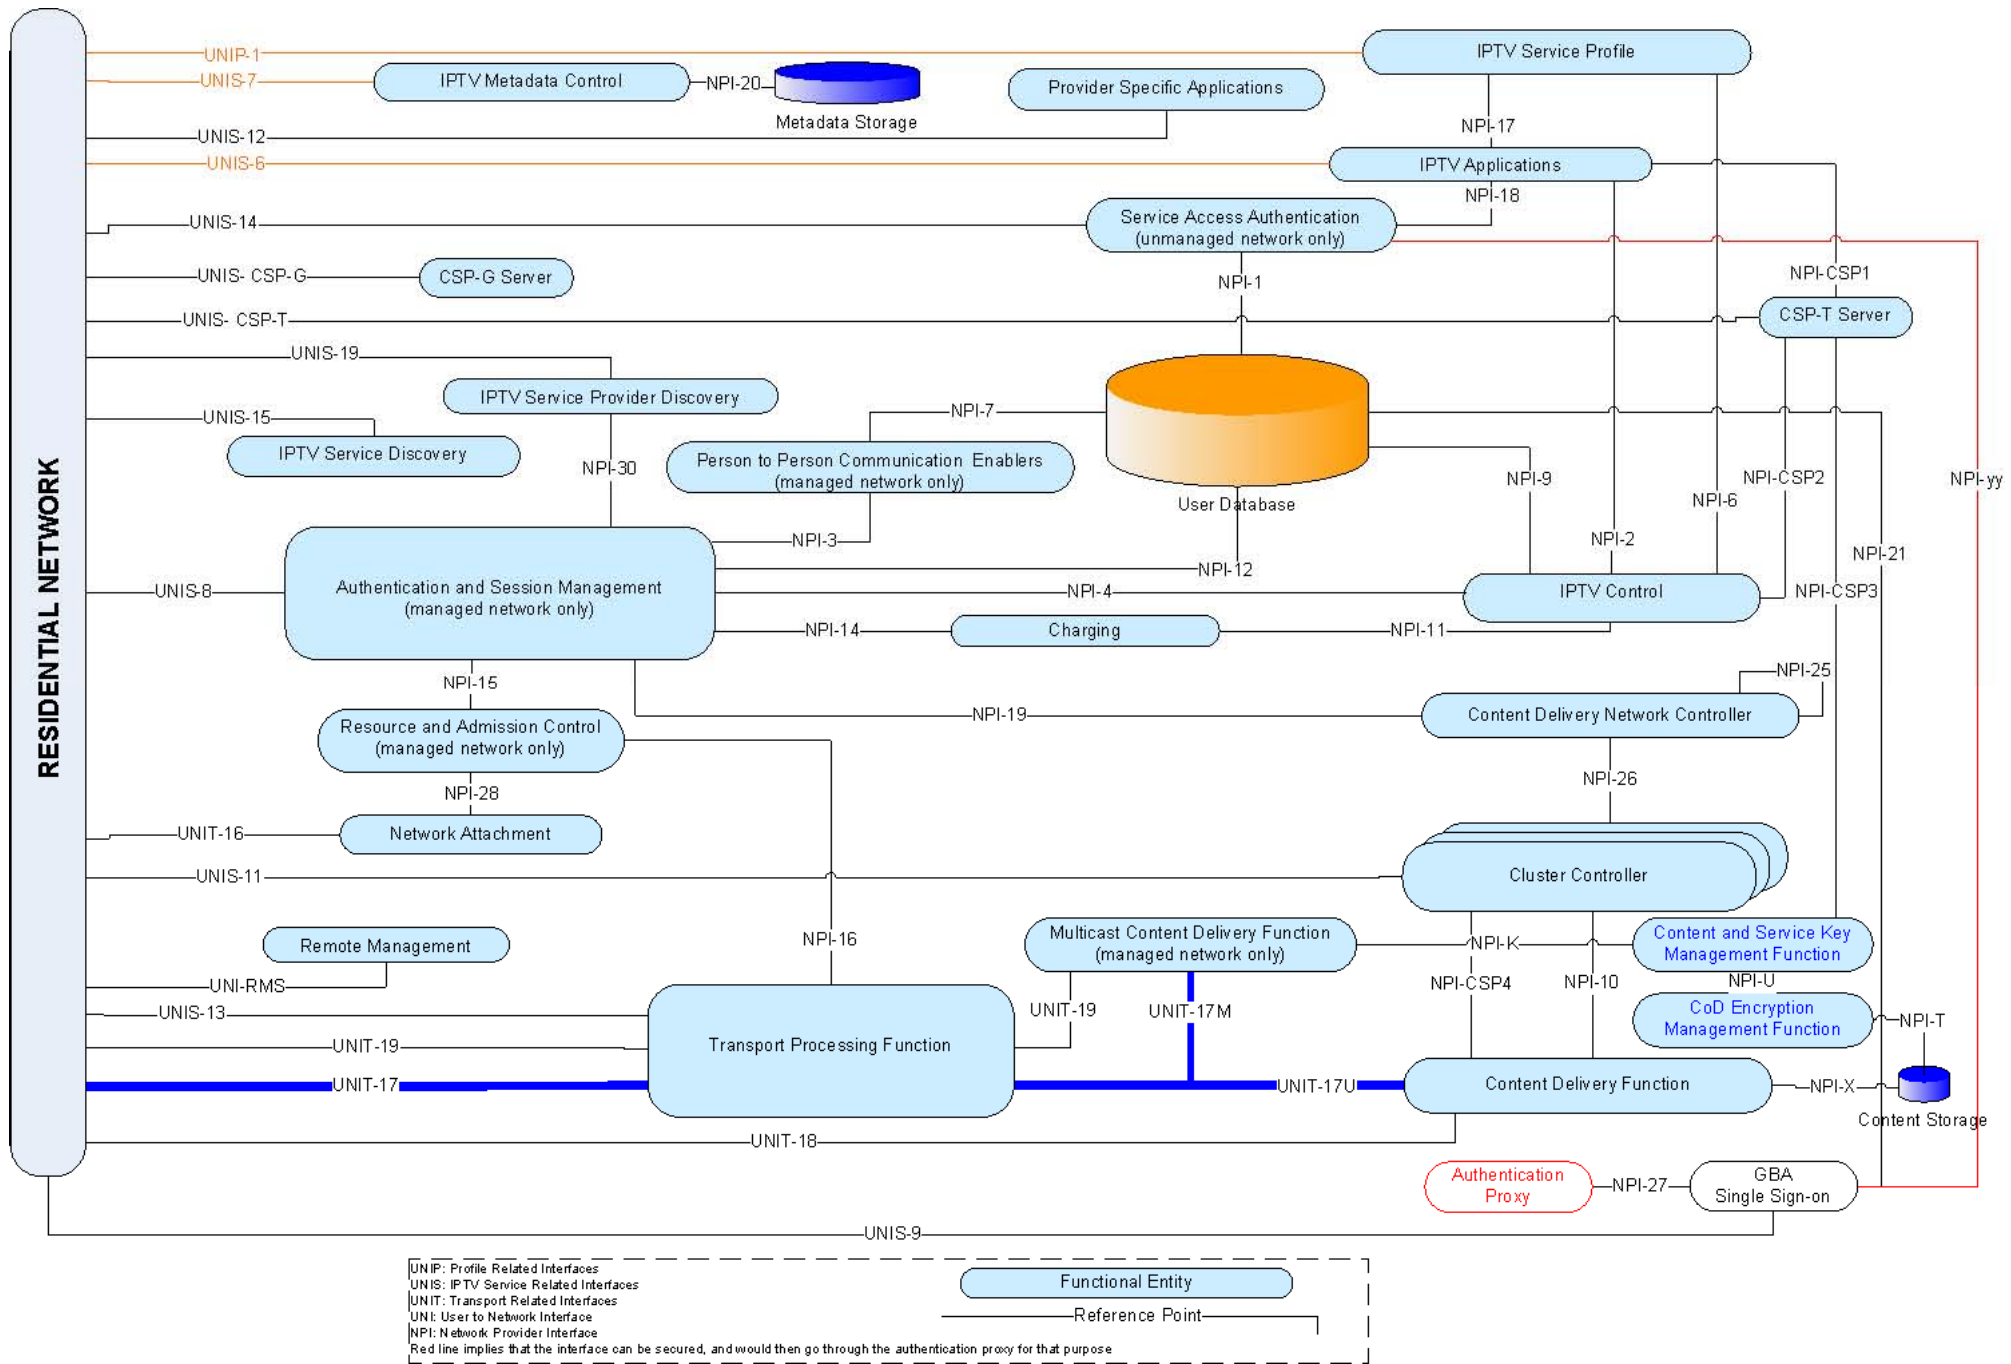 RESIDENTIAL NETWORK
UNIP-1
IPTV Service Profile
UNIS-7
IPTV Metadata Control
NPI-20
Metadata Storage
Provider Specific Applications
UNIS-12
NPI-17
UNIS-6
IPTV Applications
NPI-18
UNIS-14
Service Access Authentication
(unmanaged network only)
UNIS- CSP-G
CSP-G Server
NPI-1
NPI-CSP1
UNIS- CSP-T
CSP-T Server
UNIS-19
IPTV Service Provider Discovery
UNIS-15
NPI-7
IPTV Service Discovery
NPI-30
Person to Person Communication Enablers
(managed network only)
User Database
NPI-9
NPI-CSP2
NPI-6
NPI-yy
NPI-3
NPI-2
NPI-21
NPI-12
UNIS-8
Authentication and Session Management
(managed network only)
NPI-4
IPTV Control
NPI-CSP3
NPI-14
Charging
NPI-11
NPI-15
NPI-25
Resource and Admission Control
(managed network only)
NPI-19
Content Delivery Network Controller
NPI-28
NPI-26
UNIT-16
Network Attachment
UNIS-11
Cluster Controller
Remote Management
NPI-16
Multicast Content Delivery Function
(managed network only)
NPI-K
Content and Service Key
Management Function
UNI-RMS
NPI-CSP4
NPI-10
NPI-U
UNIS-13
UNIT-19
UNIT-17M
CoD Encryption
Management Function
NPI-T
UNIT-19
Transport Processing Function
UNIT-17
UNIT-17U
Content Delivery Function
NPI-X
Content Storage
UNIT-18
Authentication
Proxy
NPI-27
GBA
Single Sign-on
UNIS-9
UNIP: Profile Related Interfaces
UNIS: IPTV Service Related Interfaces
UNIT: Transport Related Interfaces
UNI: User to Network Interface
NPI: Network Provider Interface
Red line implies that the interface can be secured, and would then go through the authentication proxy for that purpose
Functional Entity
Reference Point